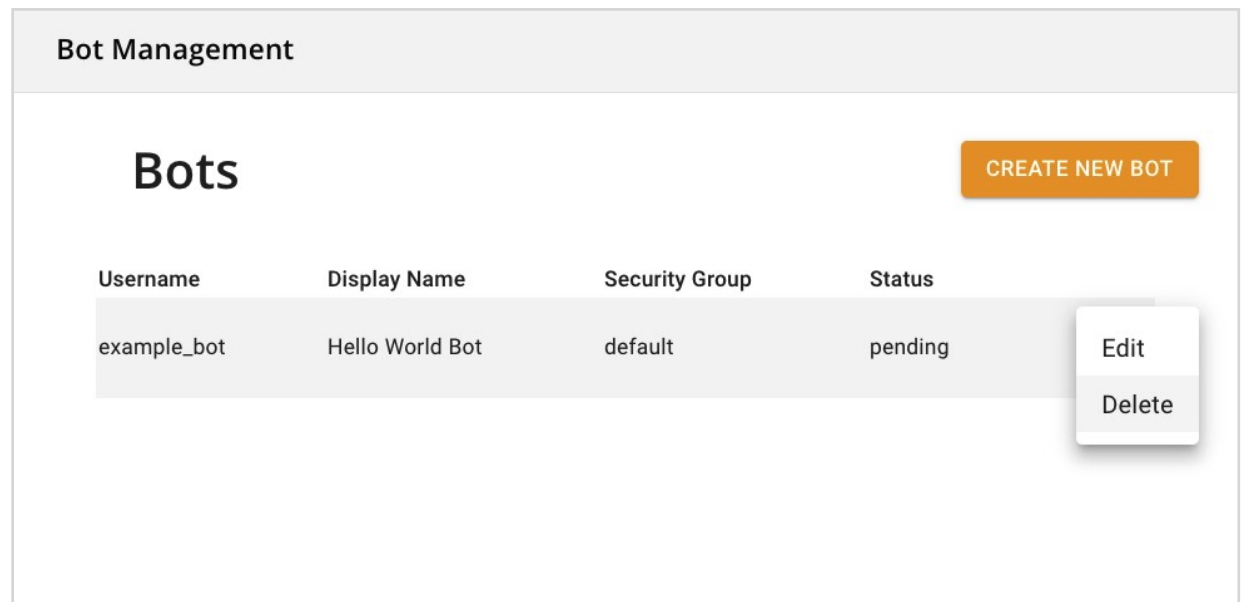 Bot Management
Bots
CREATE NEW BOT
Username Display Name Security Group Status
example_bot Hello World Bot default pending
Edit
Delete